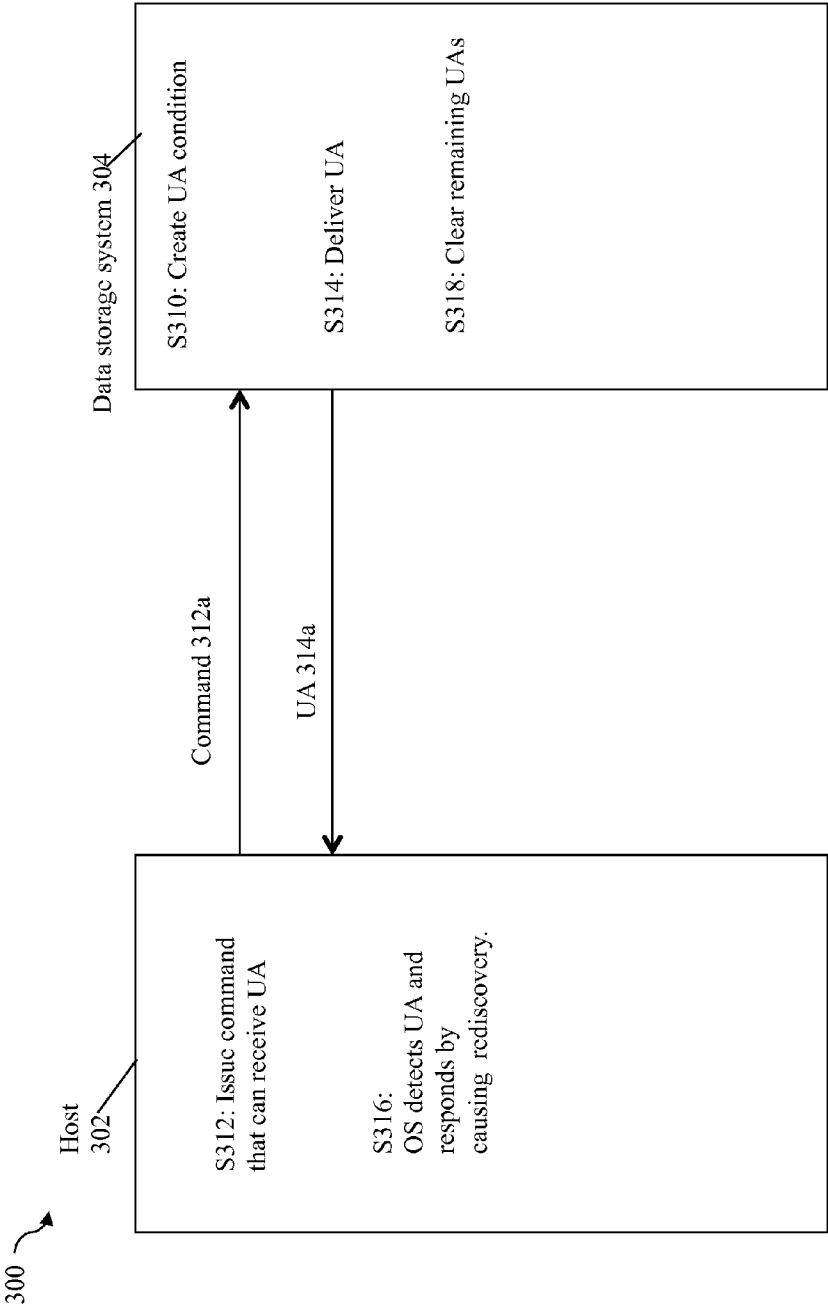 300
Host
302
S312: Issue command
that can receive UA
S316:
OS detects UA and
responds by
causing rediscovery.
Command 312a
UA 314a
Data storage system 304
S310: Create UA condition
S314: Deliver UA
S318: Clear remaining UAs